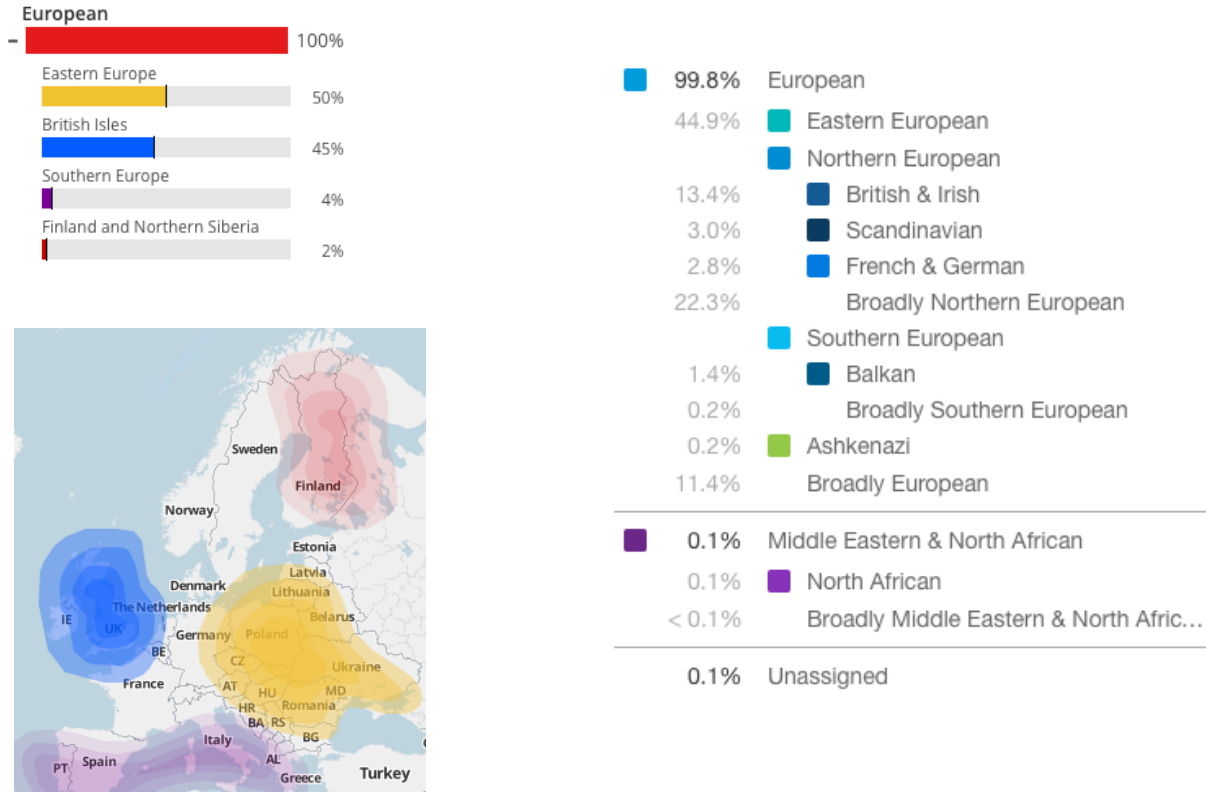 European
100%
Eastern Europe
50%
British Isles
45%
Southern Europe
4%
Finland and Northern Siberia
2%
Sweden
Finland
Norway
Estonia
Latvia
Denmark
Lithuania
The Netherlands
Belarus
IE
UK
Germany
Poland
BE
CZ
Ukraine
France
AT
HU
MD
HR
Romania
BA
RS
BG
Italy
PT
Spain
AL
Greece
Turkey
99.8% European
44.9% Eastern European
Northern European
13.4% British & Irish
3.0% Scandinavian
2.8% French & German
22.3% Broadly Northern European
Southern European
1.4% Balkan
0.2% Broadly Southern European
0.2% Ashkenazi
11.4% Broadly European
0.1% Middle Eastern & North African
0.1% North African
< 0.1% Broadly Middle Eastern & North Afric...
0.1% Unassigned